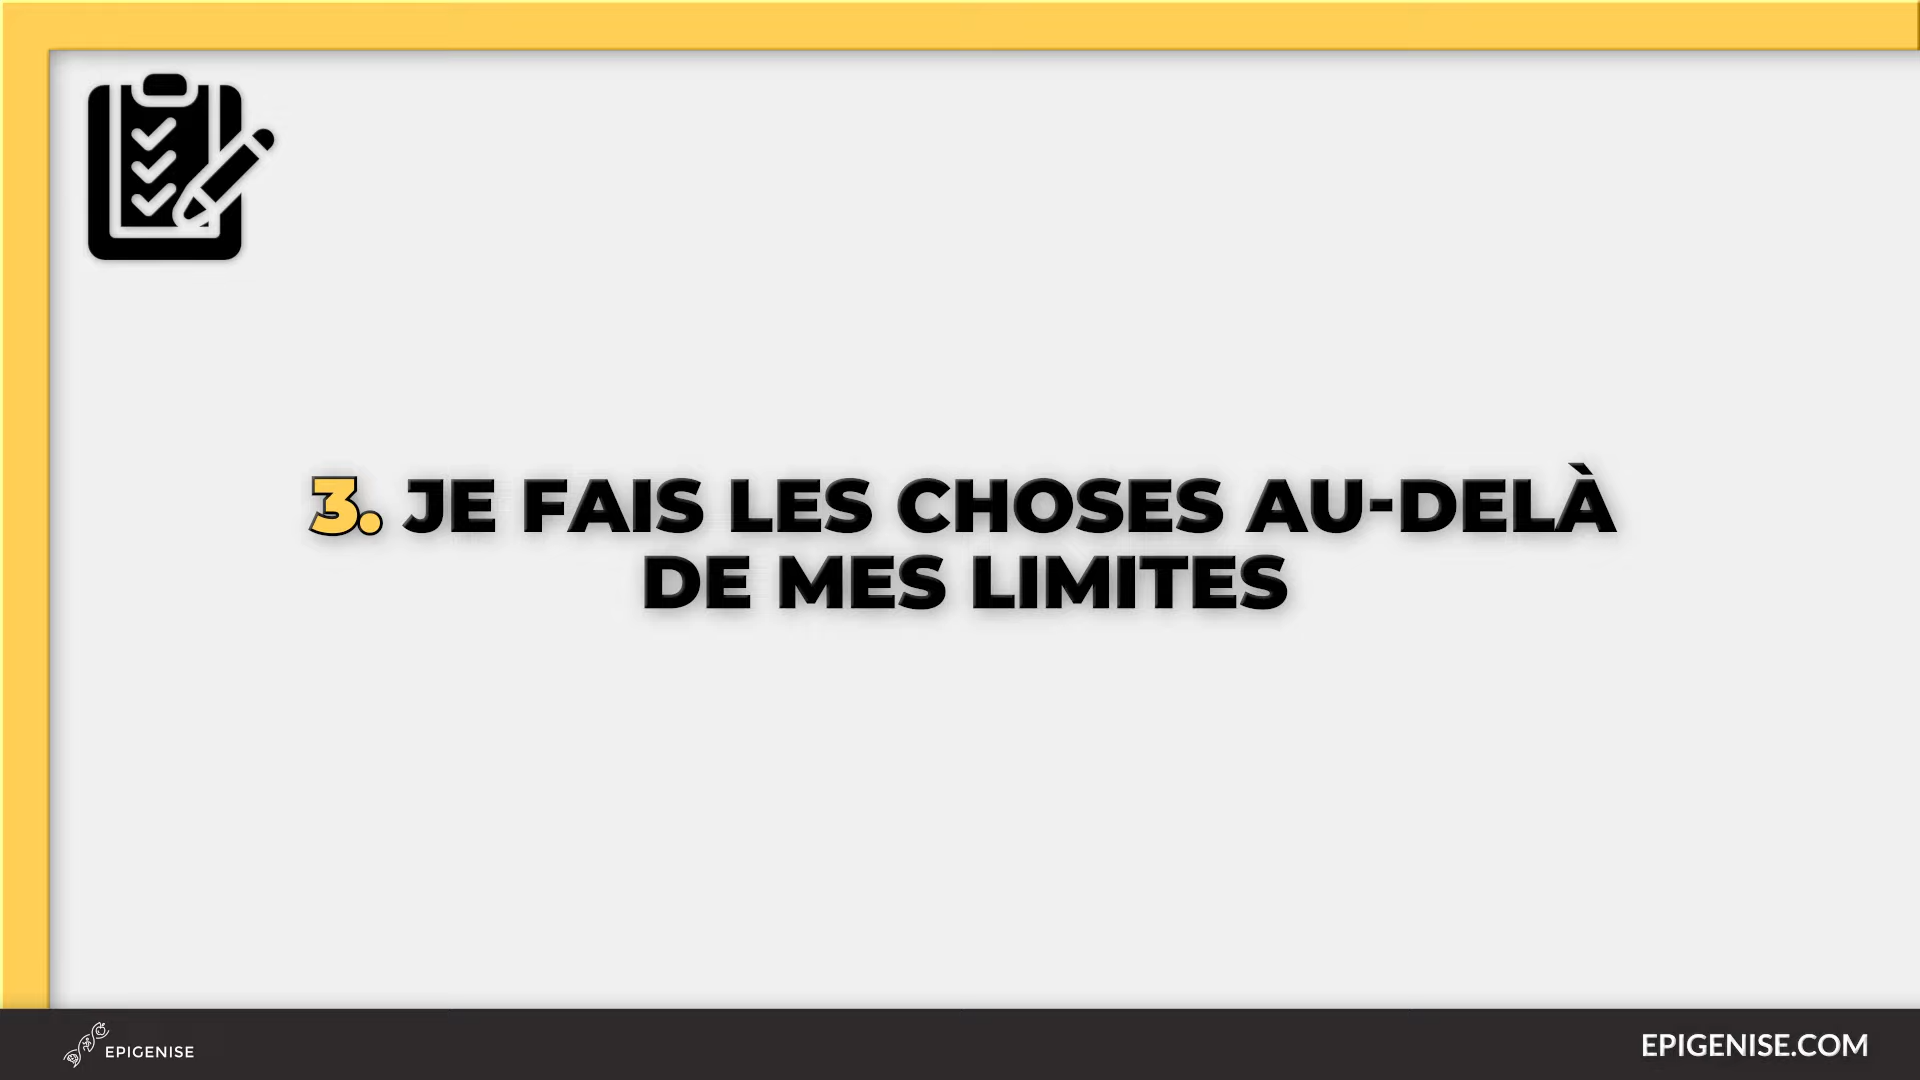 3. JE FAIS LES CHOSES AU-DELÀ
DE MES LIMITES
EPIGENISE
EPIGENISE.COM